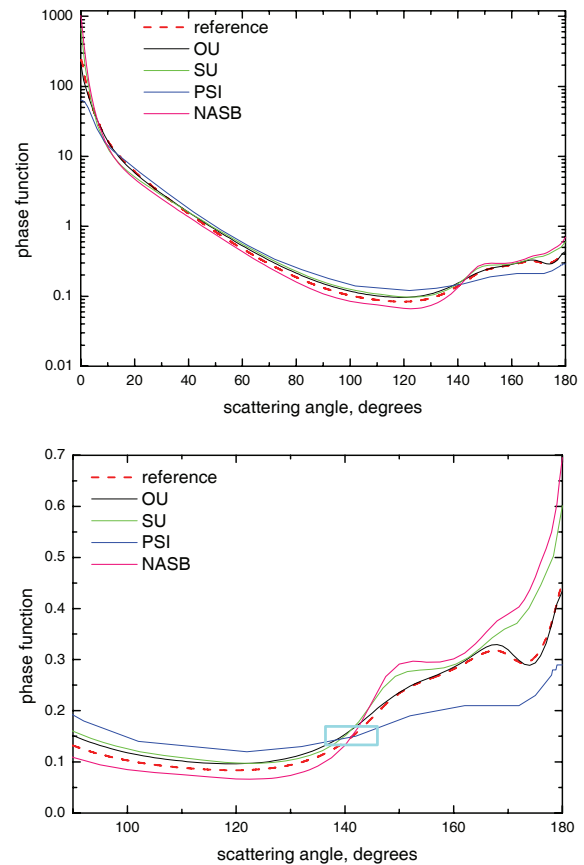 1000
100
10
1
0.1
0.01
phase function
reference
OU
SU
PSI
NASB
0 20 40 60 80 100 120 140 160 180
scattering angle, degrees
0.7
0.6
0.5
0.4
0.3
0.2
0.1
0.0
phase function
reference
OU
SU
PSI
NASB
100 120 140 160 180
scattering angle, degrees